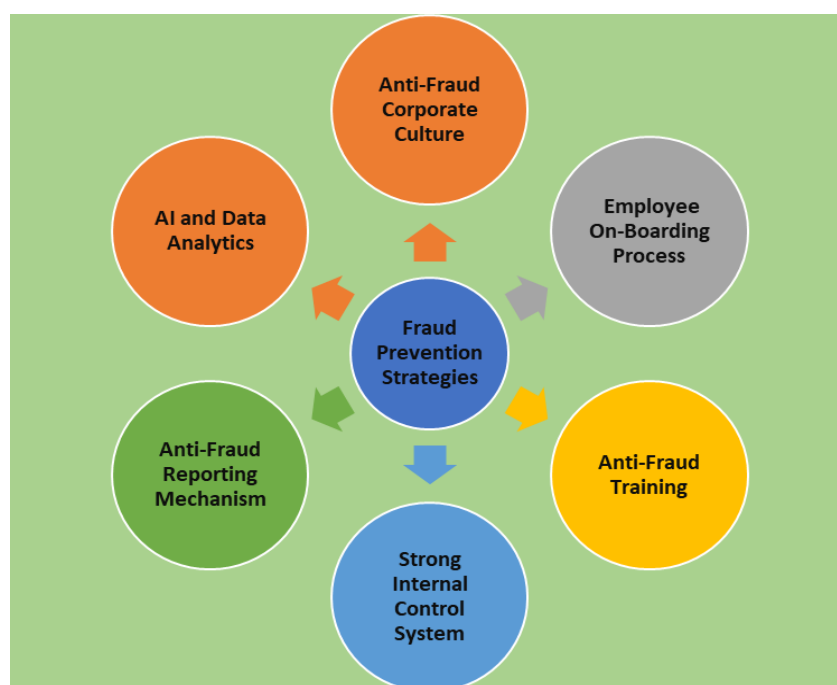 Anti-Fraud
Corporate
Culture
AI and Data
Analytics
Employee
On-Boarding
Process
Fraud
Prevention
Strategies
Anti-Fraud
Reporting
Mechanism
Anti-Fraud
Training
Strong
Internal
Control
System